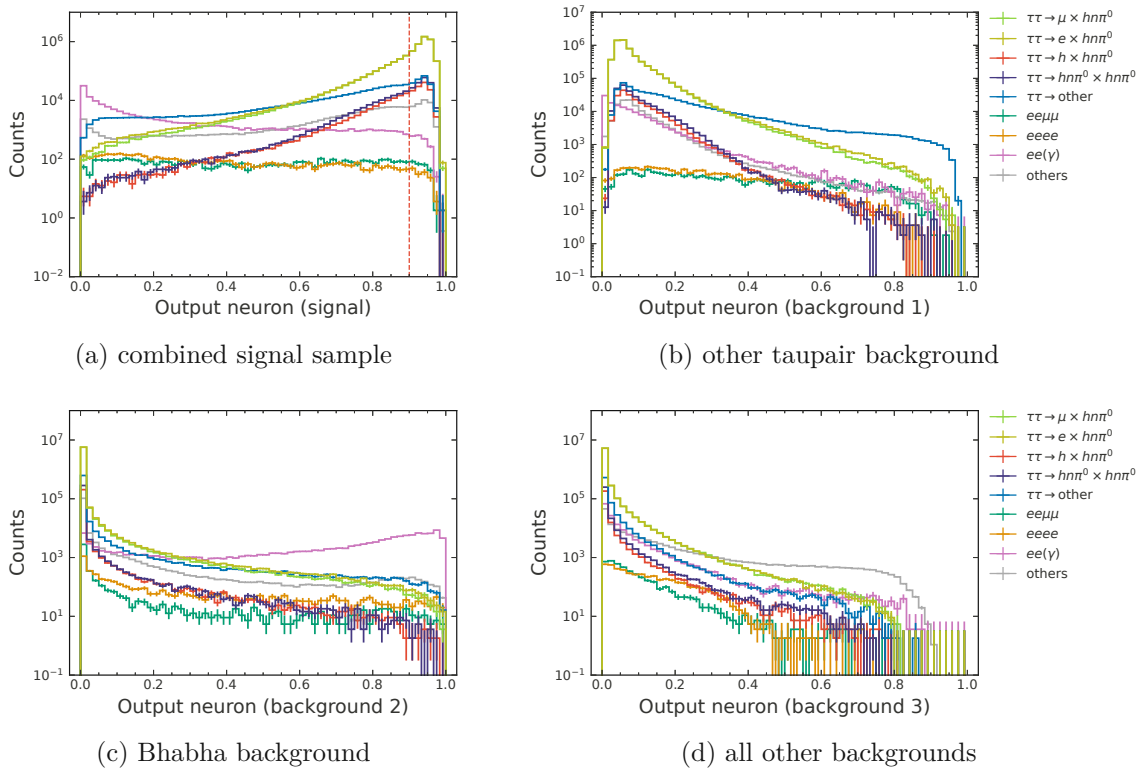 Counts
10^6
10^4
10^2
10^0
10^{-2}
0.0 0.2 0.4 0.6 0.8 1.0
Output neuron (signal)
(a) combined signal sample
Counts
10^7
10^6
10^5
10^4
10^3
10^2
10^1
10^0
10^{-1}
0.0 0.2 0.4 0.6 0.8 1.0
Output neuron (background 1)
(b) other taupair background
ττ → μ × hnπ^0
ττ → e × hnπ^0
ττ → h × hnπ^0
ττ → hnπ^0 × hnπ^0
ττ → other
eeμμ
eeee
ee(γ)
others
Counts
10^7
10^5
10^3
10^1
10^{-1}
0.0 0.2 0.4 0.6 0.8 1.0
Output neuron (background 2)
(c) Bhabha background
Counts
10^7
10^5
10^3
10^1
10^{-1}
0.0 0.2 0.4 0.6 0.8 1.0
Output neuron (background 3)
(d) all other backgrounds
ττ → μ × hnπ^0
ττ → e × hnπ^0
ττ → h × hnπ^0
ττ → hnπ^0 × hnπ^0
ττ → other
eeμμ
eeee
ee(γ)
others